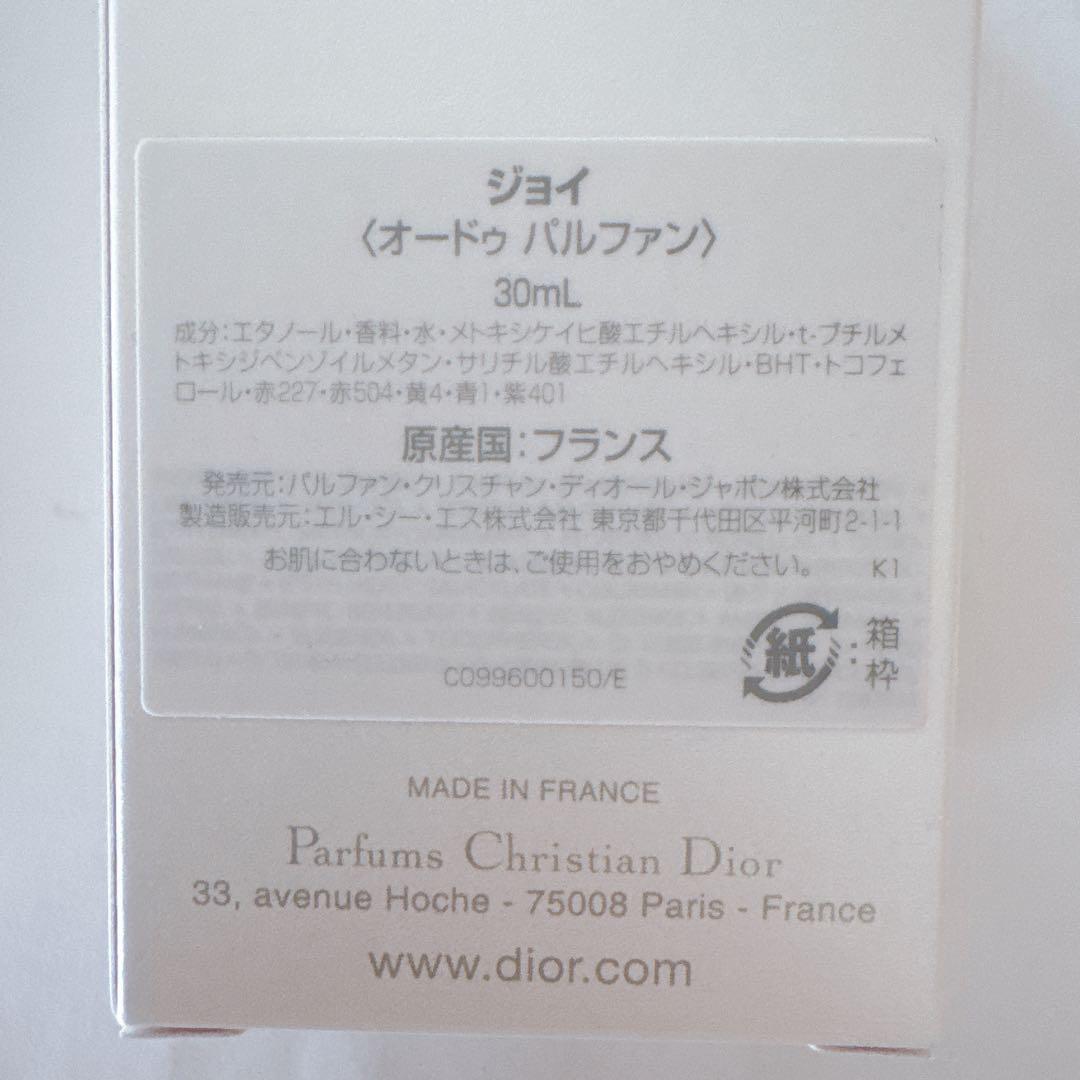 ジョイ
〈オードゥ パルファン〉
30mL
成分：エタノール・香料・水・メトキシケイヒ酸エチルヘキシル・t-ブチルメ
トキシジベンゾイルメタン・サリチル酸エチルヘキシル・BHT・トコフェ
ロール・赤227・赤504・黄4・青1・紫401
原産国：フランス
発売元：パルファン・クリスチャン・ディオール・ジャポン株式会社
製造販売元：エル・シー・エス株式会社 東京都千代田区平河町2-1-1
お肌に合わないときは、ご使用をおやめください。 K1
紙：箱
枠
C099600150/E
MADE IN FRANCE
Parfums Christian Dior
33, avenue Hoche - 75008 Paris - France
www.dior.com